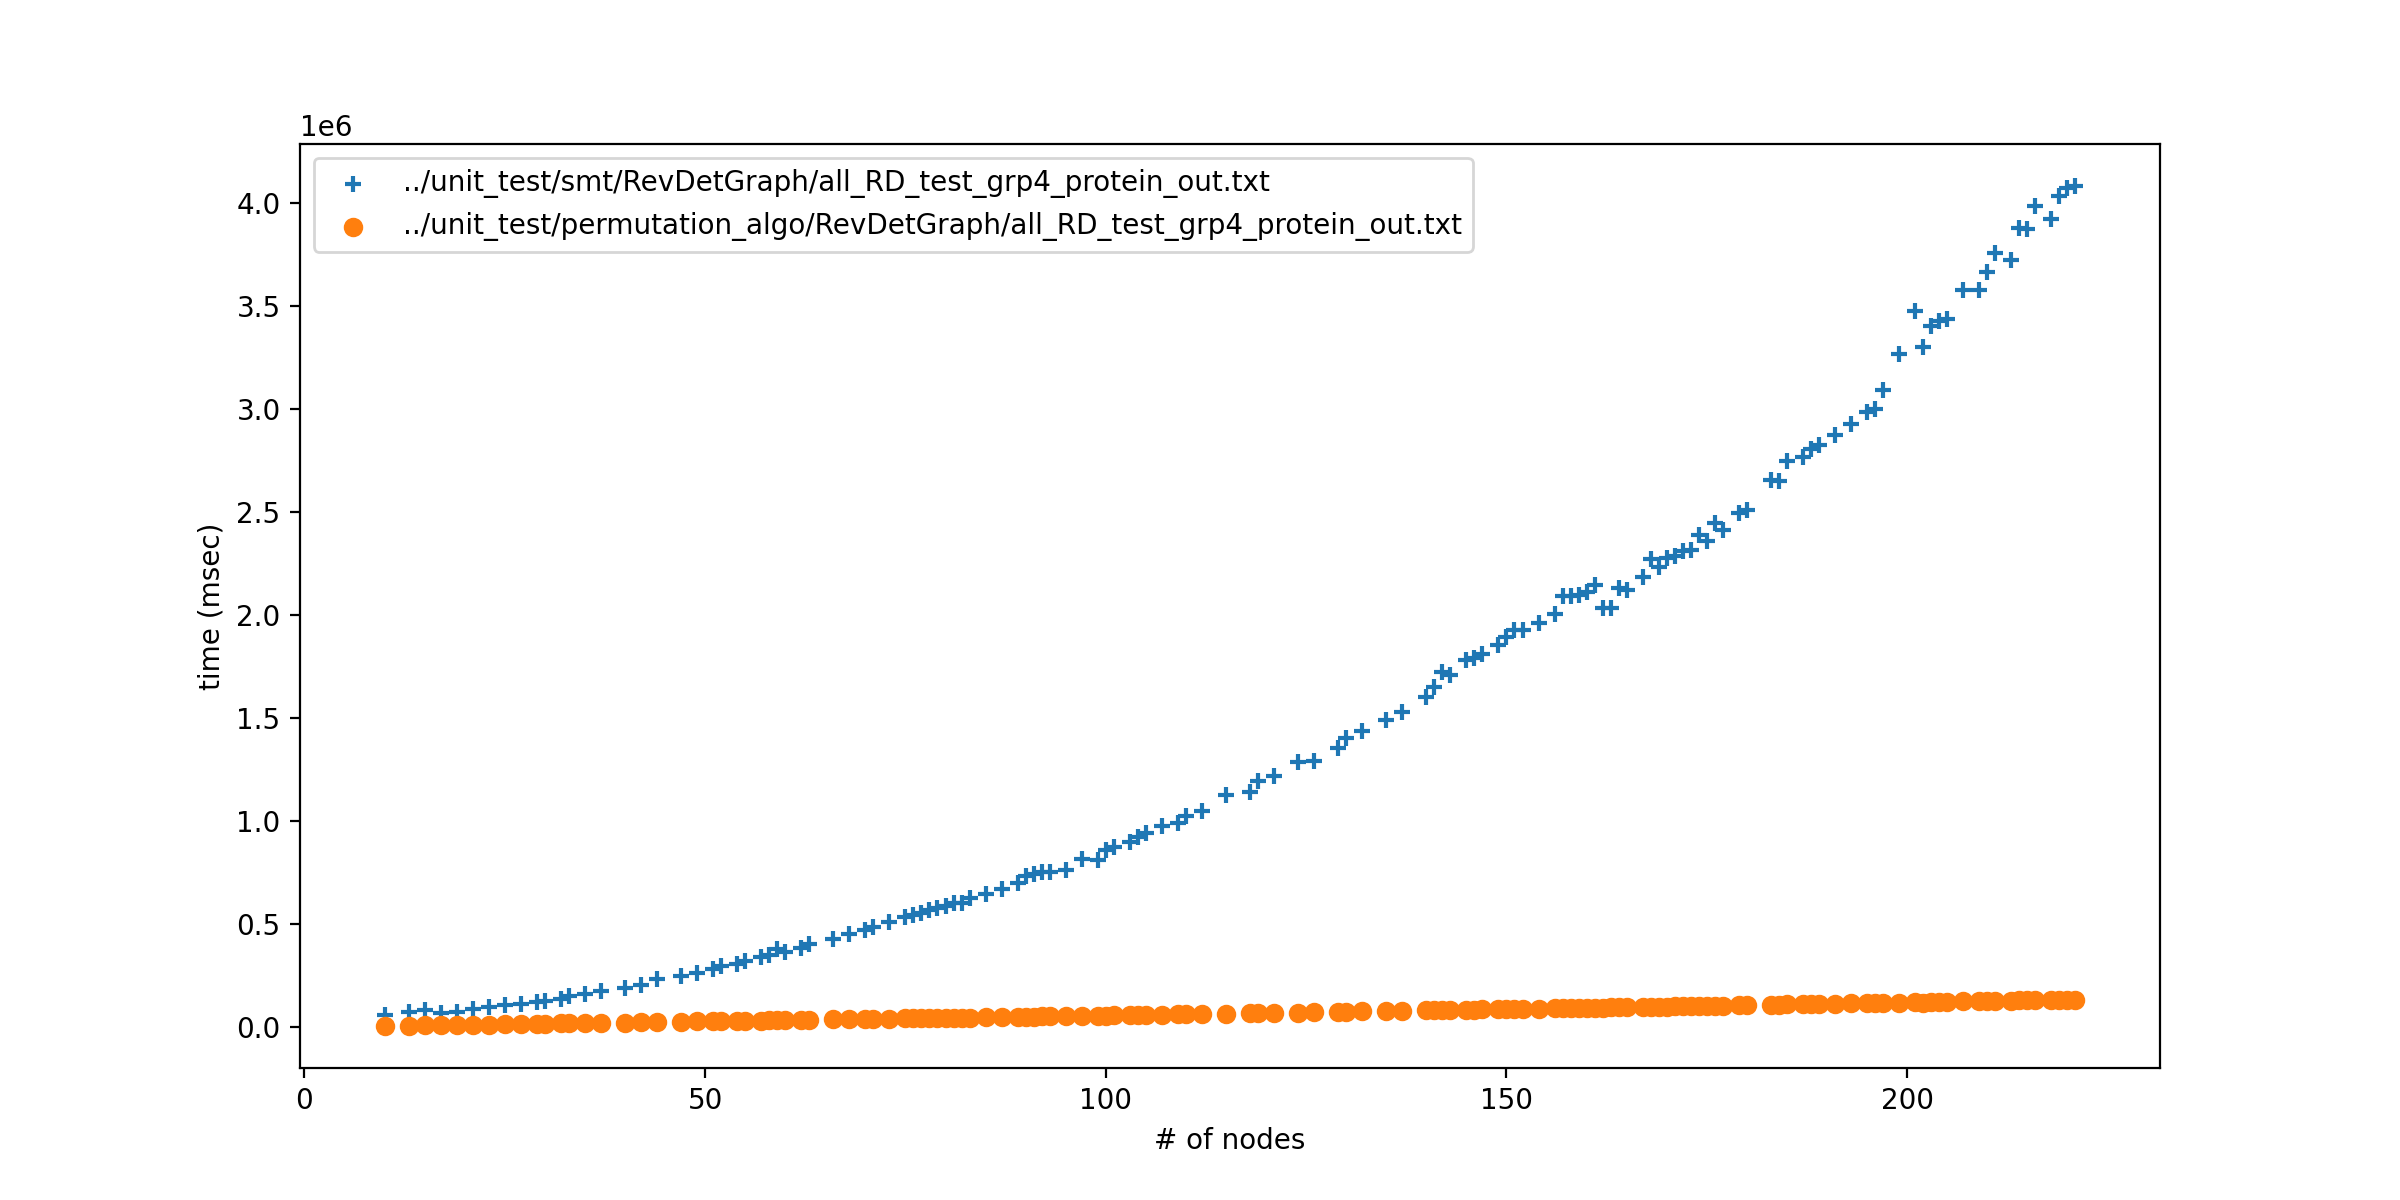 1e6
../unit_test/smt/RevDetGraph/all_RD_test_grp4_protein_out.txt
../unit_test/permutation_algo/RevDetGraph/all_RD_test_grp4_protein_out.txt
4.0
3.5
3.0
2.5
2.0
1.5
1.0
0.5
0.0
time (msec)
0 50 100 150 200
# of nodes